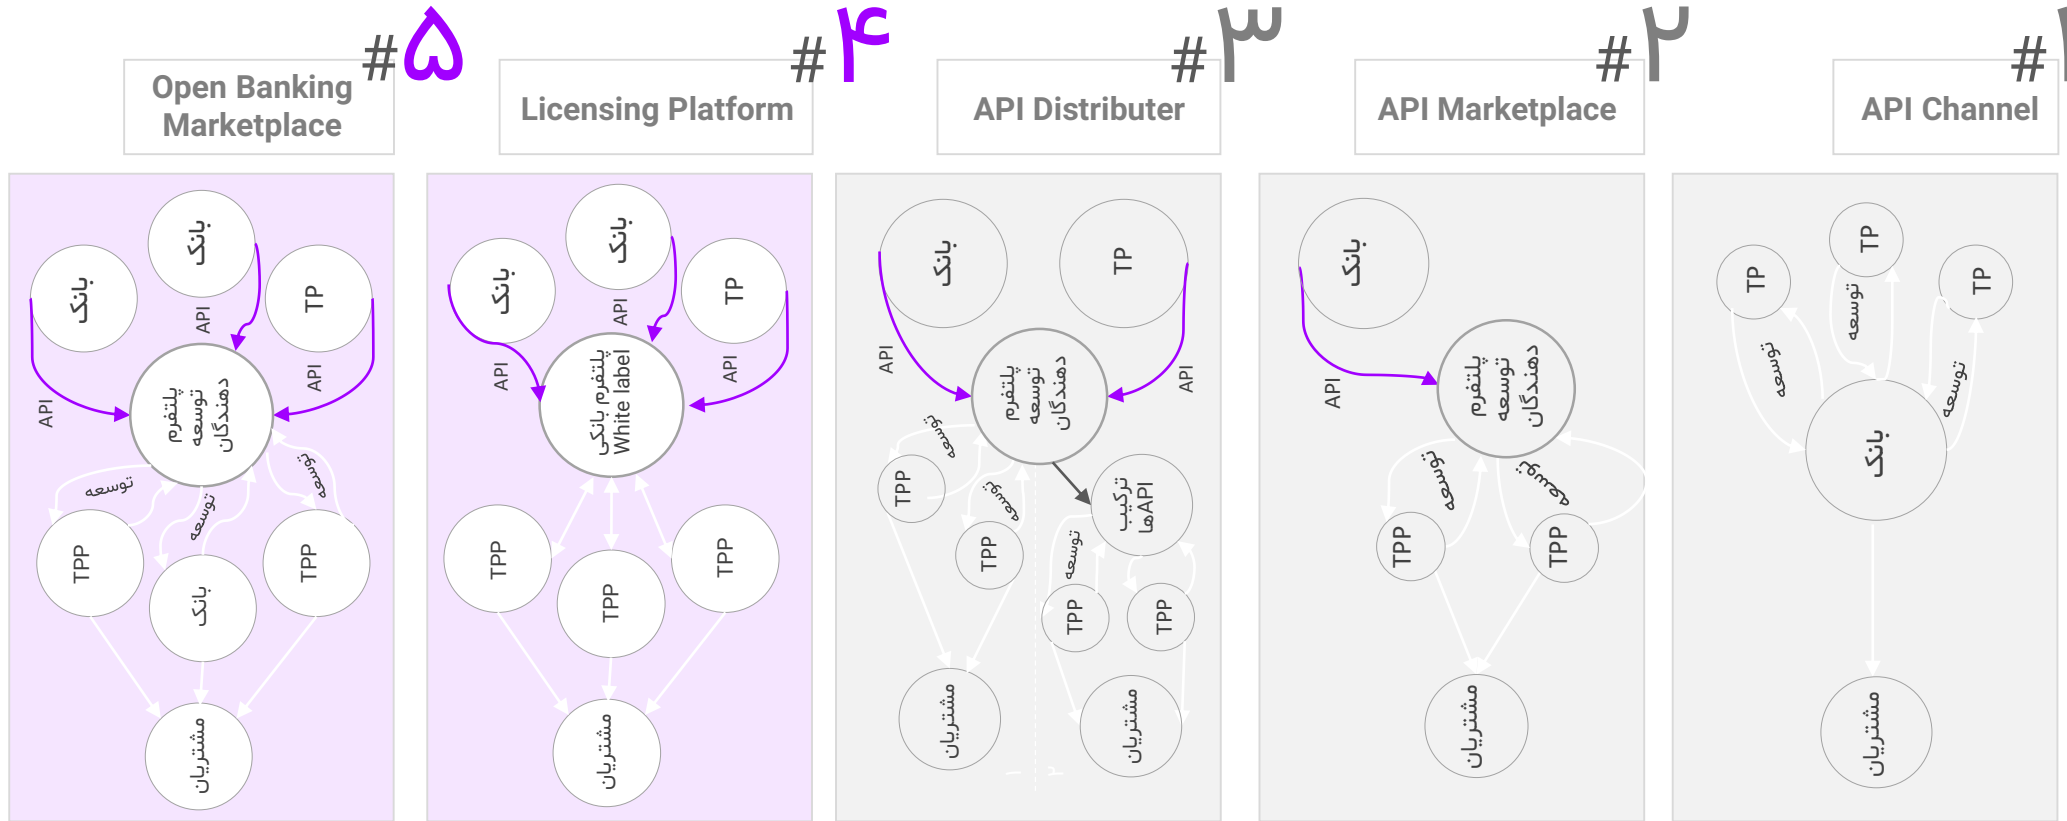 #۵
Open Banking
Marketplace
بانک
بانک
TP
API
API
API
پلتفرم
توسعه
دهندگان
توسعه
توسعه
توسعه
TPP
بانک
TPP
مشتریان
#۴
Licensing Platform
بانک
بانک
TP
API
API
API
پلتفرم بانکی
White label
TPP
TPP
TPP
مشتریان
#۳
API Distributer
بانک
TP
API
API
پلتفرم
توسعه
دهندگان
توسعه
توسعه
توسعه
TPP
TPP
ترکیب
APIها
TPP
TPP
مشتریان
مشتریان
۱
۲
#۲
API Marketplace
بانک
API
پلتفرم
توسعه
دهندگان
توسعه
توسعه
TPP
TPP
مشتریان
#۱
API Channel
TP
TP
TP
توسعه
توسعه
توسعه
بانک
مشتریان